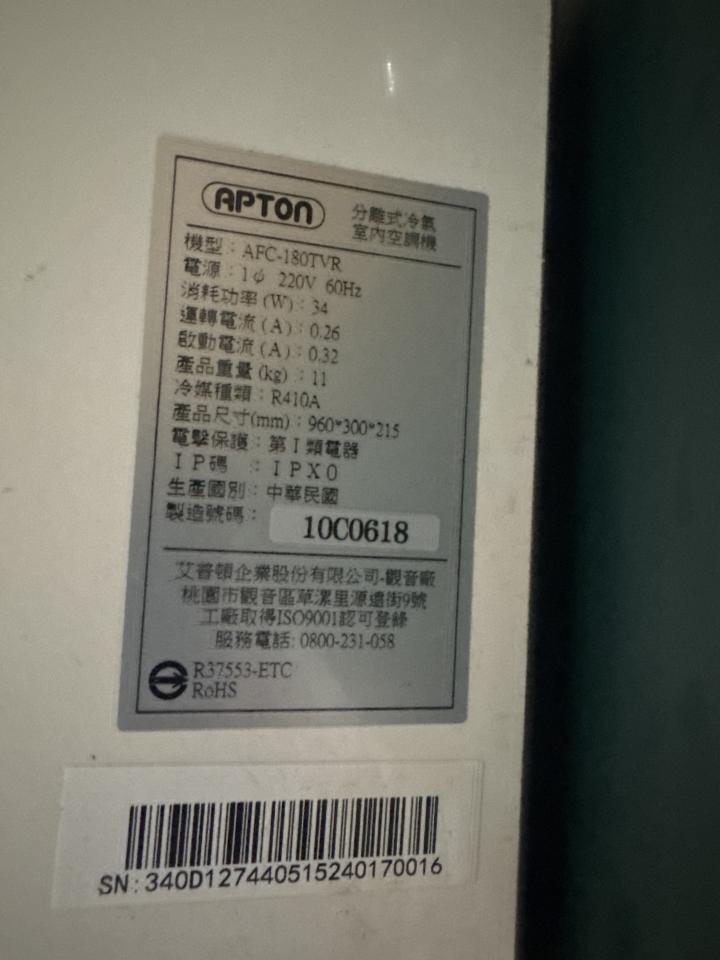 APTON 分離式冷氣
室內空調機
機型：AFC-180TVR
電源：1φ 220V 60Hz
消耗功率(W)：34
運轉電流(A)：0.26
啟動電流(A)：0.32
產品重量(kg)：11
冷媒種類：R410A
產品尺寸(mm)：960*300*215
電擊保護：第I類電器
IP碼 ：IPX0
生產國別：中華民國
製造號碼：10C0618
艾普頓企業股份有限公司-觀音廠
桃園市觀音區草漯里源遠街9號
工廠取得ISO9001認可登錄
服務電話: 0800-231-058
R37553-ETC
RoHS
SN:340D127440515240170016